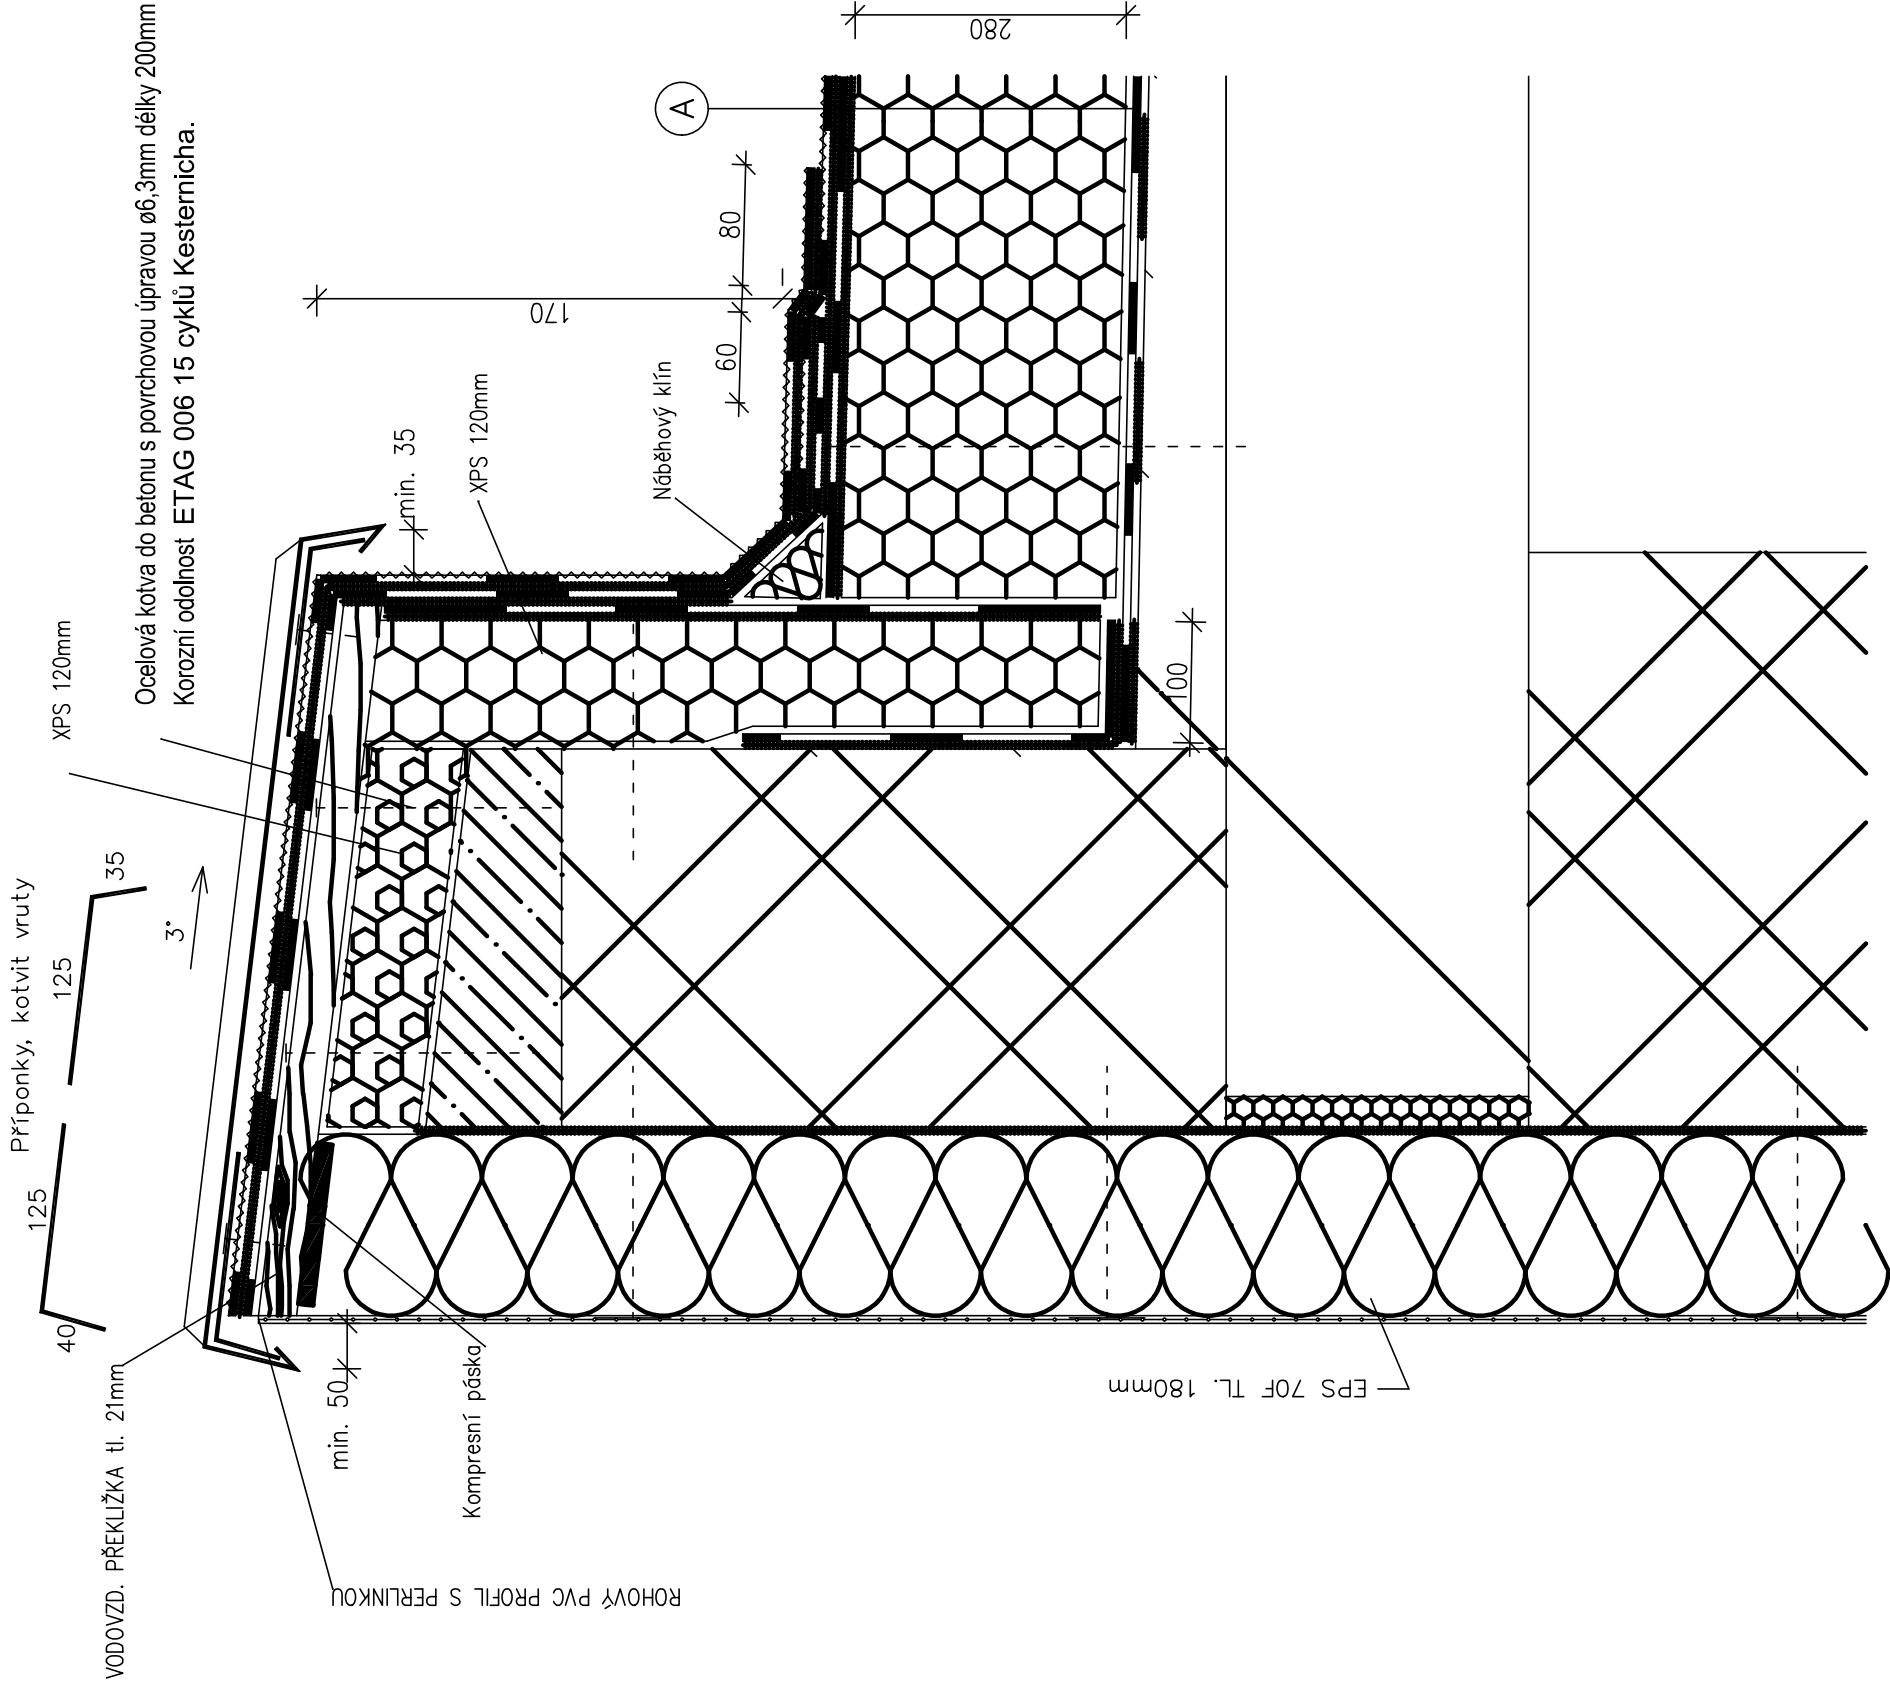 Ocelová kotva do betonu s povrchovou úpravou ø6,3mm délky 200mm
Korozní odolnost ETAG 006 15 cyklů Kesternicha.
Příponky, kotvit vruty
40
125
125
35
3°
XPS 120mm
min. 35
XPS 120mm
170
Náběhový klín
60
80
A
280
100
VODOVZD. PŘEKLIŽKA tl. 21mm
min. 50
Kompresní páska
ROHOVÝ PVC PROFIL S PERLINKOU
EPS 70F TL. 180mm